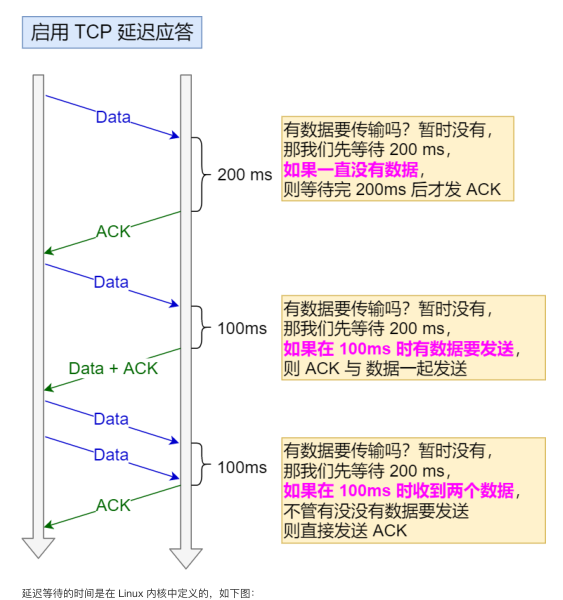 启用 TCP 延迟应答
Data
有数据要传输吗？暂时没有，
那我们先等待 200 ms，
如果一直没有数据，
则等待完 200ms 后才发 ACK
200 ms
ACK
Data
有数据要传输吗？暂时没有，
那我们先等待 200 ms，
如果在 100ms 时有数据要发送，
则 ACK 与 数据一起发送
100ms
Data + ACK
Data
Data
有数据要传输吗？暂时没有，
那我们先等待 200 ms，
如果在 100ms 时收到两个数据，
不管有没没有数据要发送
则直接发送 ACK
100ms
ACK
延迟等待的时间是在 Linux 内核中定义的，如下图：